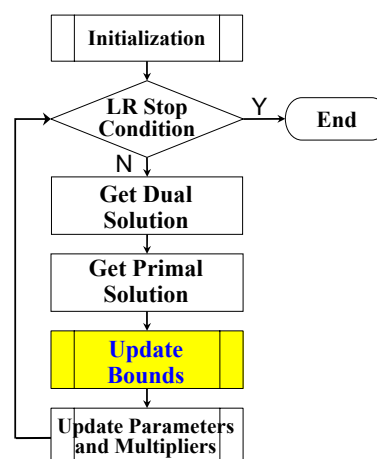 Initialization
LR Stop
Condition
Y
End
N
Get Dual
Solution
Get Primal
Solution
Update
Bounds
Update Parameters
and Multipliers